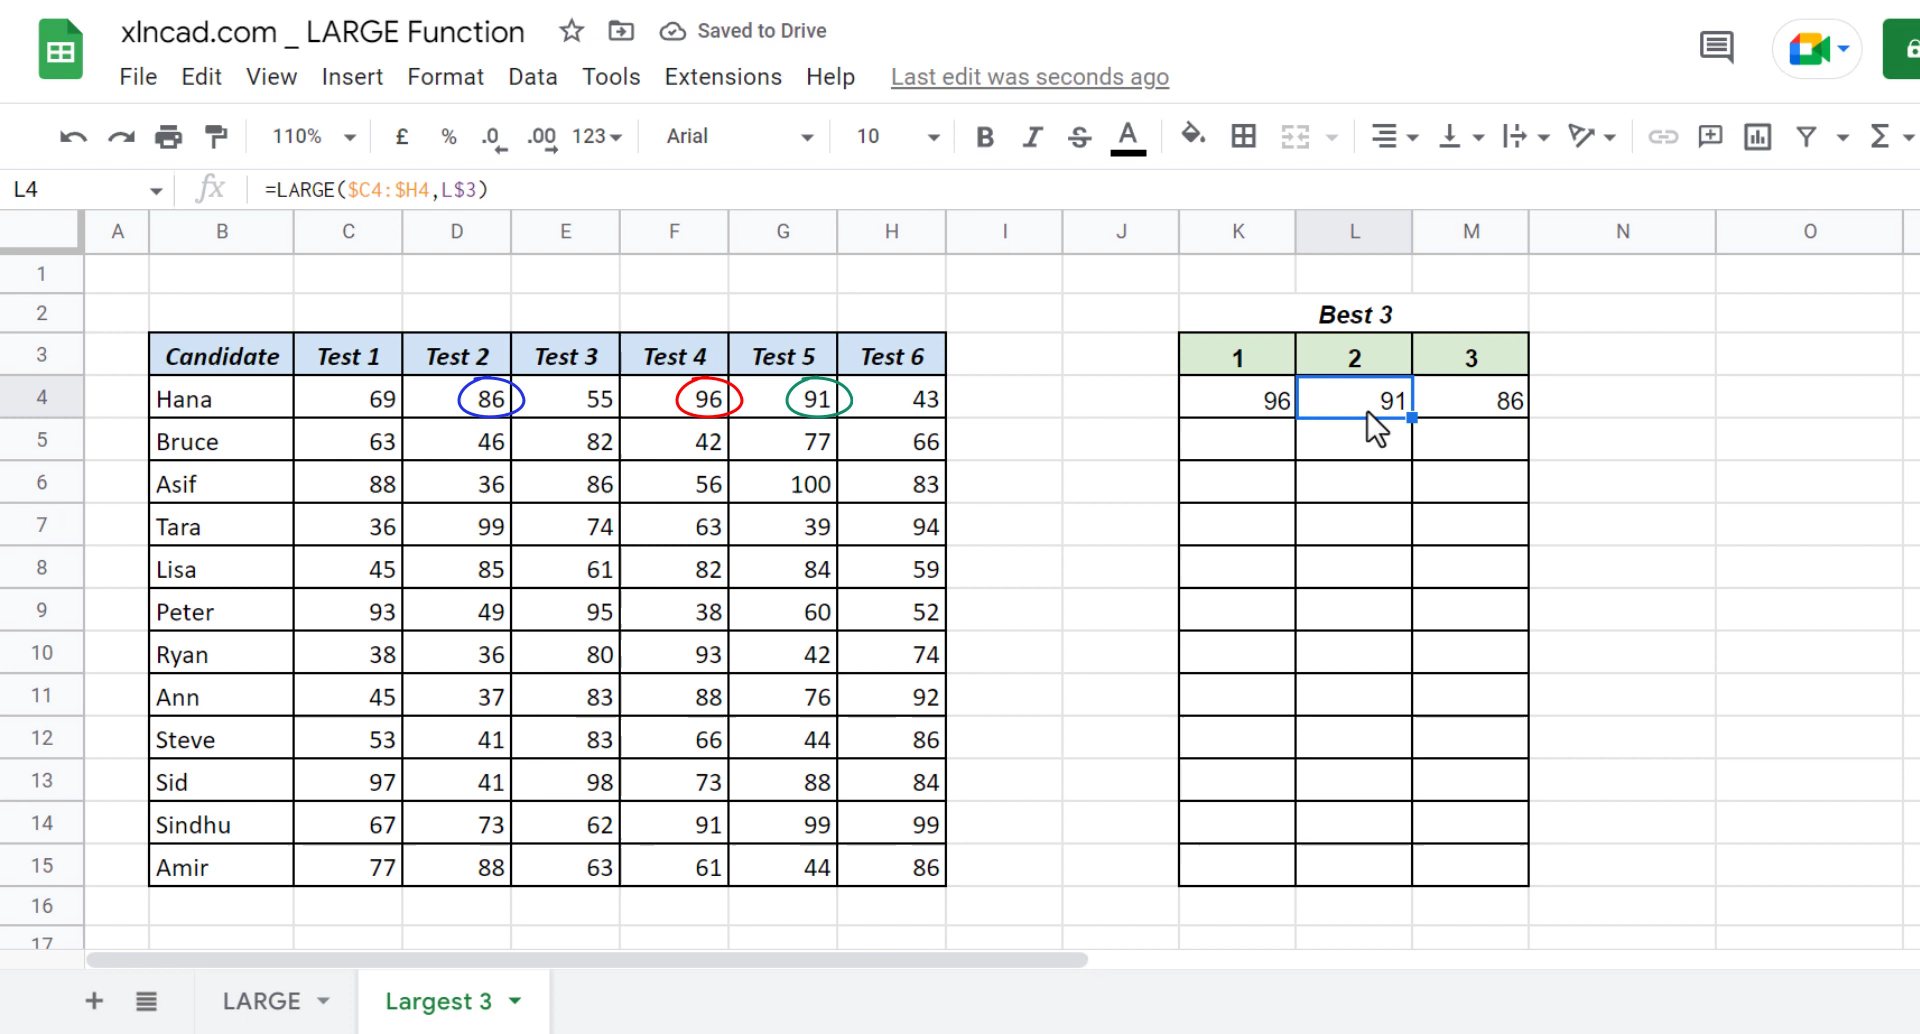 xlncad.com _ LARGE Function Saved to Drive
File Edit View Insert Format Data Tools Extensions Help Last edit was seconds ago
110% £ % .0 .00 123 Arial 10 B I S A Σ
L4 fx =LARGE($C4:$H4,L$3)
A B C D E F G H I J K L M N O
1
2 Best 3
3 Candidate Test 1 Test 2 Test 3 Test 4 Test 5 Test 6 1 2 3
4 Hana 69 86 55 96 91 43 96 91 86
5 Bruce 63 46 82 42 77 66
6 Asif 88 36 86 56 100 83
7 Tara 36 99 74 63 39 94
8 Lisa 45 85 61 82 84 59
9 Peter 93 49 95 38 60 52
10 Ryan 38 36 80 93 42 74
11 Ann 45 37 83 88 76 92
12 Steve 53 41 83 66 44 86
13 Sid 97 41 98 73 88 84
14 Sindhu 67 73 62 91 99 99
15 Amir 77 88 63 61 44 86
16
17
+ LARGE Largest 3